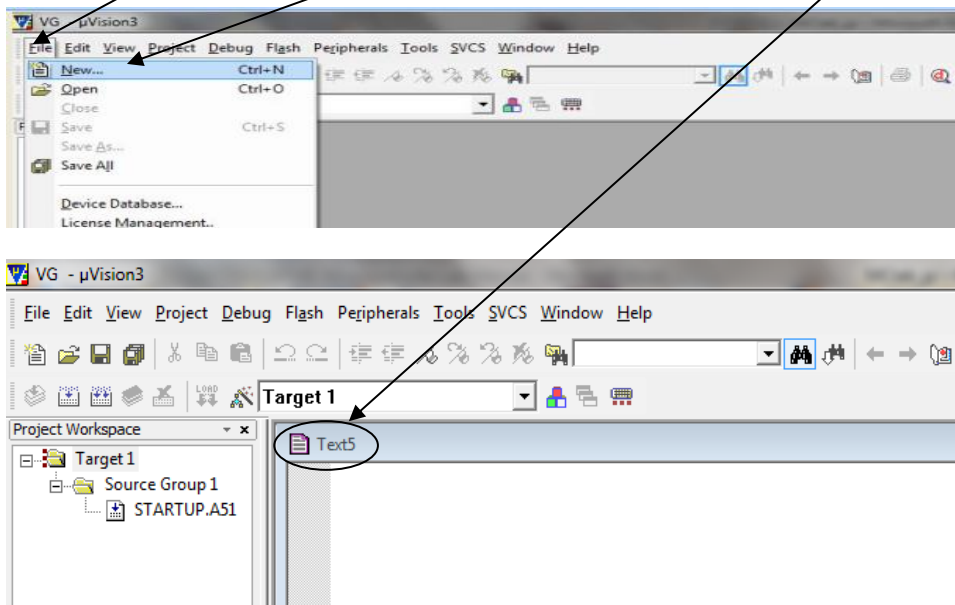 VG - µVision3
File Edit View Project Debug Flash Peripherals Tools SVCS Window Help
New... Ctrl+N
Open Ctrl+O
Close
Save Ctrl+S
Save As...
Save All
Device Database...
License Management..
VG - µVision3
File Edit View Project Debug Flash Peripherals Tools SVCS Window Help
LOAD
Target 1
Project Workspace
Text5
Target 1
Source Group 1
STARTUP.A51